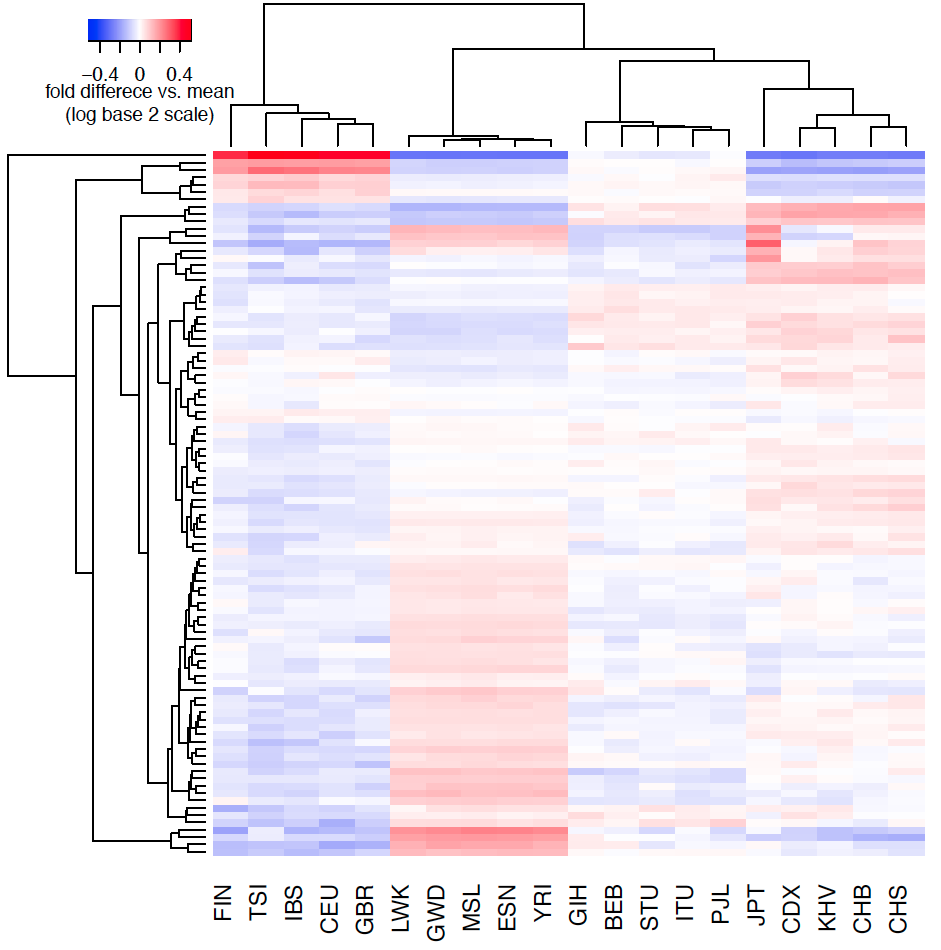 −0.4 0 0.4
fold differece vs. mean
(log base 2 scale)
FIN TSI IBS CEU GBR LWK GWD MSL ESN YRI GIH BEB STU ITU PJL JPT CDX KHV CHB CHS